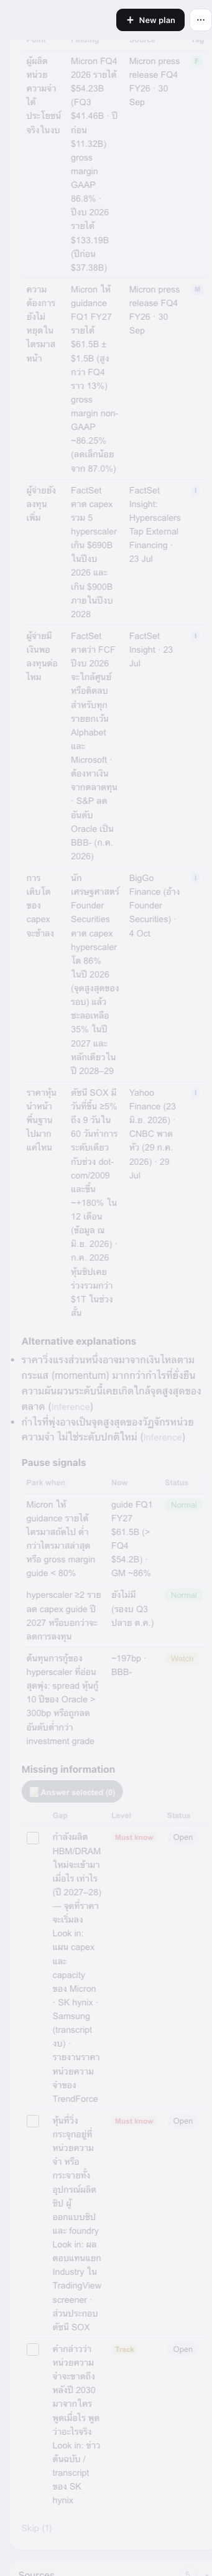 + New plan ...
ผู้ผลิตหน่วยความจำได้ประโยชน์จริงในงบ
Micron FQ4 2026 รายได้ $54.23B (FQ3 $41.46B · ปีก่อน $11.32B) gross margin GAAP 86.8% · ปีงบ 2026 รายได้ $133.19B (ปีก่อน $37.38B)
Micron press release FQ4 FY26 · 30 Sep
F
ความต้องการยังไม่หยุดในไตรมาสหน้า
Micron ให้ guidance FQ1 FY27 รายได้ $61.5B ± $1.5B (สูงกว่า FQ4 ราว 13%) gross margin non-GAAP ~86.25% (ลดเล็กน้อยจาก 87.0%)
Micron press release FQ4 FY26 · 30 Sep
M
ผู้จ่ายยังลงทุนเพิ่ม
FactSet คาด capex รวม 5 hyperscaler เกิน $690B ในปีงบ 2026 และเกิน $900B ภายในปีงบ 2028
FactSet Insight: Hyperscalers Tap External Financing · 23 Jul
I
ผู้จ่ายมีเงินพอลงทุนต่อไหม
FactSet คาดว่า FCF ปีงบ 2026 จะใกล้ศูนย์หรือติดลบสำหรับทุกรายยกเว้น Alphabet และ Microsoft · ต้องหาเงินจากตลาดทุน · S&P ลดอันดับ Oracle เป็น BBB- (ก.ค. 2026)
FactSet Insight · 23 Jul
I
การเติบโตของ capex จะช้าลง
นักเศรษฐศาสตร์ Founder Securities คาด capex hyperscaler โต 86% ในปี 2026 (จุดสูงสุดของรอบ) แล้วชะลอเหลือ 35% ในปี 2027 และหลักเดียวในปี 2028–29
BigGo Finance (อ้าง Founder Securities) · 4 Oct
I
ราคาหุ้นนำหน้าพื้นฐานไปมากแค่ไหน
ดัชนี SOX มีวันที่ขึ้น ≥5% ถึง 9 วันใน 60 วันทำการ ระดับเดียวกับช่วง dot-com/2009 และขึ้น ~+180% ใน 12 เดือน (ข้อมูล ณ มิ.ย. 2026) · ก.ค. 2026 หุ้นชิปเคยร่วงรวมกว่า $1T ในช่วงสั้น
Yahoo Finance (23 มิ.ย. 2026) · CNBC พาดหัว (29 ก.ค. 2026) · 29 Jul
I
Alternative explanations
ราคาวิ่งแรงส่วนหนึ่งอาจมาจากเงินไหลตามกระแส (momentum) มากกว่ากำไรที่ยั่งยืน ความผันผวนระดับนี้เคยเกิดใกล้จุดสูงสุดของตลาด (Inference)
กำไรที่พุ่งอาจเป็นจุดสูงสุดของวัฏจักรหน่วยความจำ ไม่ใช่ระดับปกติใหม่ (Inference)
Pause signals
Park when
Now
Status
Micron ให้ guidance รายได้ไตรมาสถัดไป ต่ำกว่าไตรมาสล่าสุด หรือ gross margin guide < 80%
guide FQ1 FY27 $61.5B (> FQ4 $54.2B) · GM ~86%
Normal
hyperscaler ≥2 ราย ลด capex guide ปี 2027 หรือบอกว่าจะลดการลงทุน
ยังไม่มี (รองบ Q3 ปลาย ต.ค.)
Normal
ต้นทุนการกู้ของ hyperscaler ที่อ่อนสุดพุ่ง: spread หุ้นกู้ 10 ปีของ Oracle > 300bp หรือถูกลดอันดับต่ำกว่า investment grade
~197bp · BBB-
Watch
Missing information
Answer selected (0)
Gap
Level
Status
กำลังผลิต HBM/DRAM ใหม่จะเข้ามาเมื่อไร เท่าไร (ปี 2027–28) — จุดที่ราคาจะเริ่มลง
Look in: แผน capex และ capacity ของ Micron · SK hynix · Samsung (transcript งบ) รายงานราคาหน่วยความจำของ TrendForce
Must know
Open
หุ้นที่วิ่งกระจุกอยู่ที่หน่วยความจำ หรือกระจายทั้งอุปกรณ์ผลิตชิป ผู้ออกแบบชิป และ foundry
Look in: ผลตอบแทนแยก Industry ใน TradingView screener · ส่วนประกอบดัชนี SOX
Must know
Open
คำกล่าวว่าหน่วยความจำจะขาดถึงหลังปี 2030 มาจากใคร พูดเมื่อไร พูดว่าอะไรจริง
Look in: ข่าวต้นฉบับ / transcript ของ SK hynix
Track
Open
Skip (1)
Sources
5